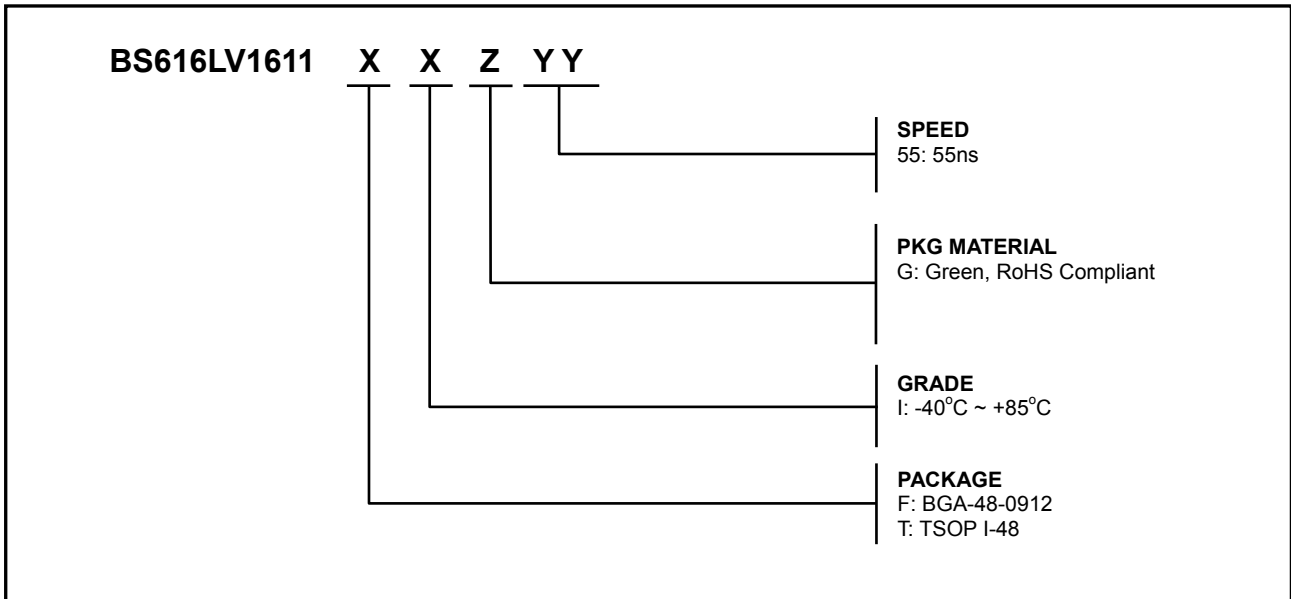 BS616LV1611 X X Z Y Y
SPEED
55: 55ns
PKG MATERIAL
G: Green, RoHS Compliant
GRADE
I: -40°C ~ +85°C
PACKAGE
F: BGA-48-0912
T: TSOP I-48